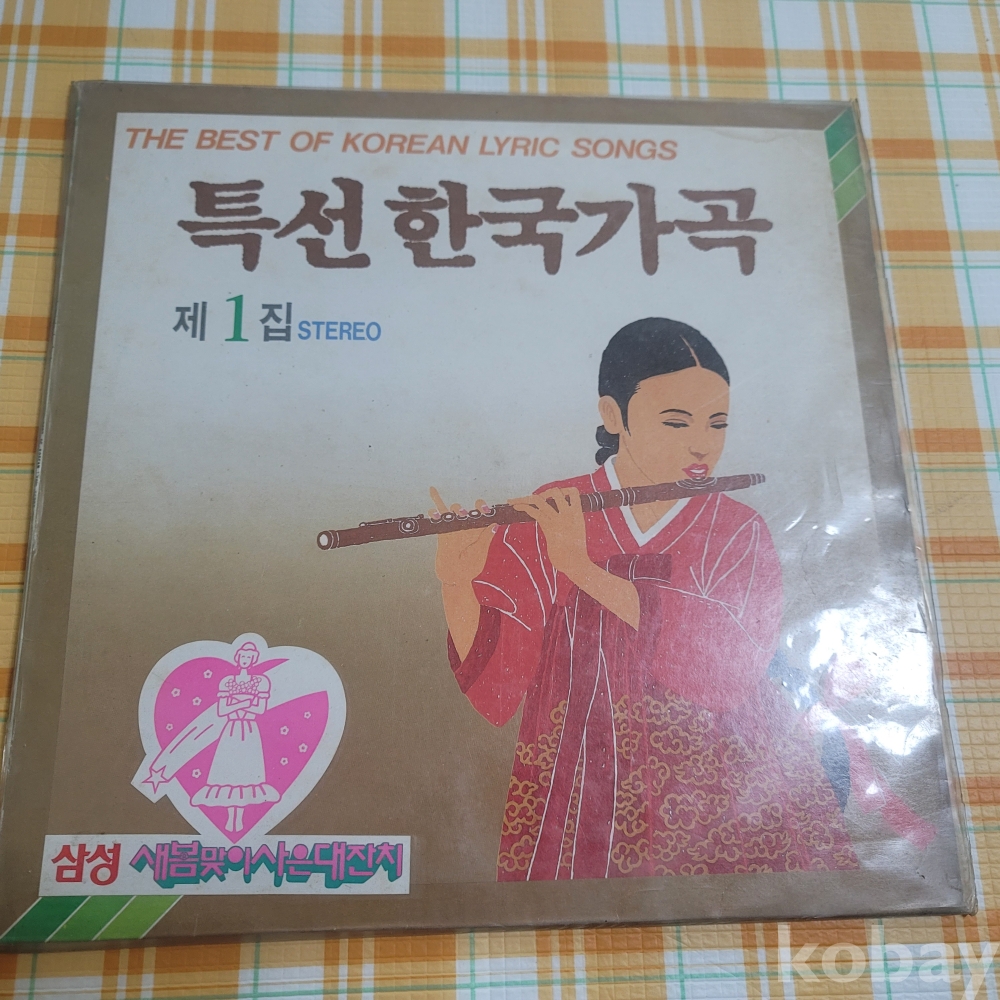 THE BEST OF KOREAN LYRIC SONGS
특선 한국가곡
제 1 집 STEREO
삼성 새봄맞이사은대잔치
kobay